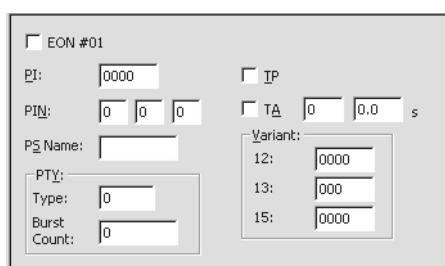 EON #01
PI: 0000
TP
PIN: 0 0 0
TA 0 0.0 s
PS Name:
Variant:
12: 0000
13: 000
15: 0000
PTY:
Type: 0
Burst
Count: 0